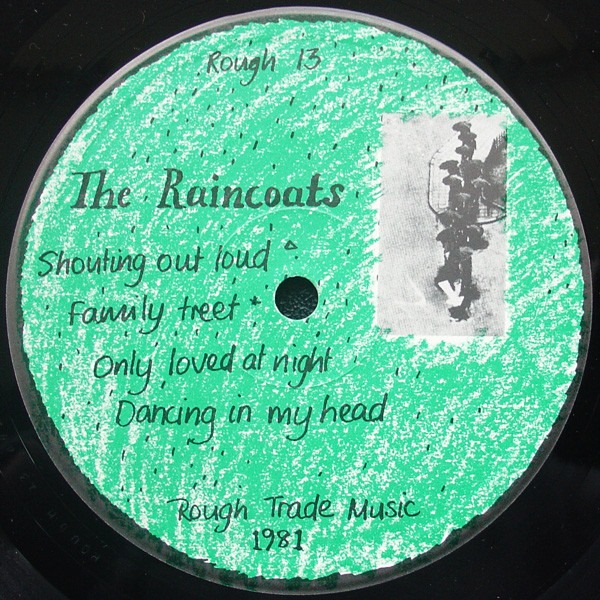 Rough 13
The Raincoats
Shouting out loud △
Family treet *
Only loved at night
Dancing in my head
Rough Trade Music
1981